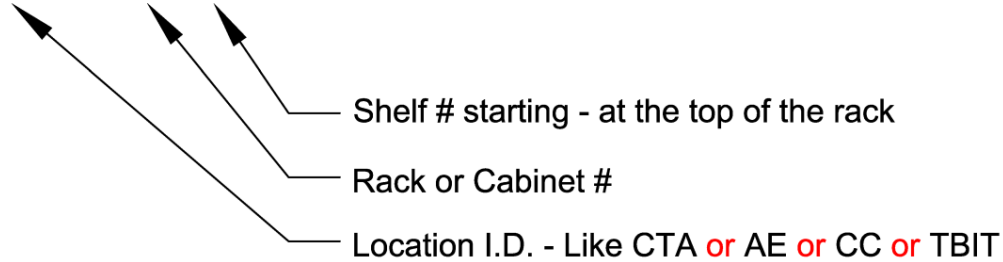 Shelf # starting - at the top of the rack
Rack or Cabinet #
Location I.D. - Like CTA or AE or CC or TBIT